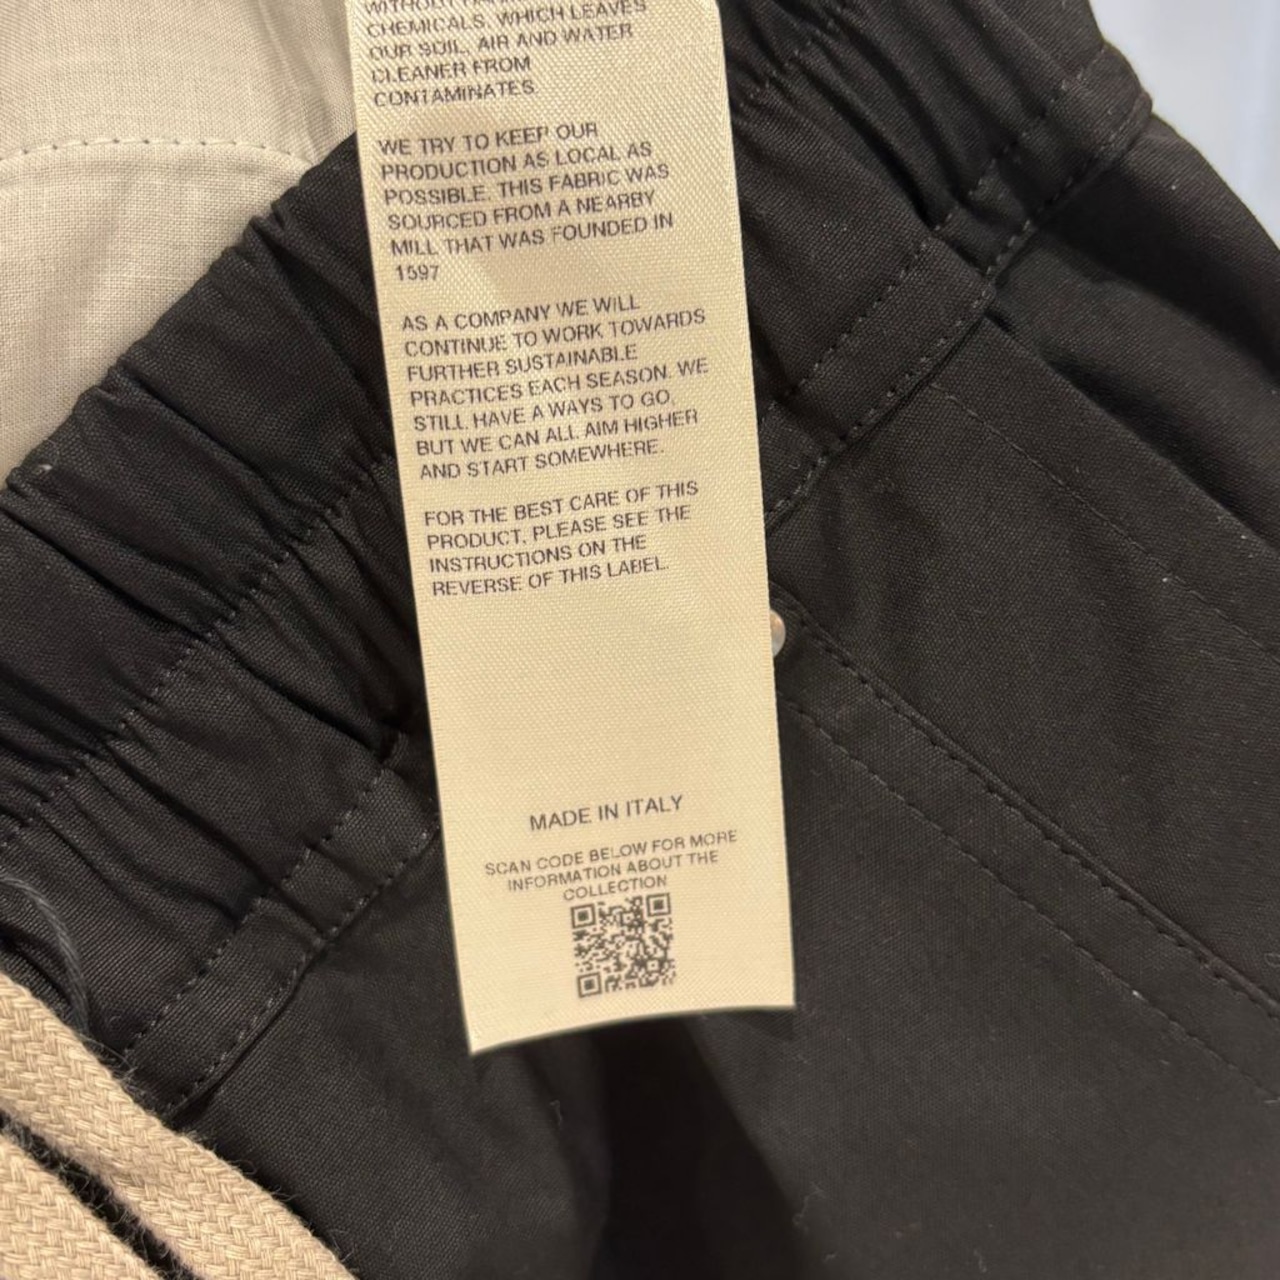 WITHOUT
CHEMICALS, WHICH LEAVES
OUR SOIL, AIR AND WATER
CLEANER FROM
CONTAMINATES
WE TRY TO KEEP OUR
PRODUCTION AS LOCAL AS
POSSIBLE. THIS FABRIC WAS
SOURCED FROM A NEARBY
MILL THAT WAS FOUNDED IN
1597
AS A COMPANY WE WILL
CONTINUE TO WORK TOWARDS
FURTHER SUSTAINABLE
PRACTICES EACH SEASON. WE
STILL HAVE A WAYS TO GO,
BUT WE CAN ALL AIM HIGHER
AND START SOMEWHERE.
FOR THE BEST CARE OF THIS
PRODUCT, PLEASE SEE THE
INSTRUCTIONS ON THE
REVERSE OF THIS LABEL.
MADE IN ITALY
SCAN CODE BELOW FOR MORE
INFORMATION ABOUT THE
COLLECTION